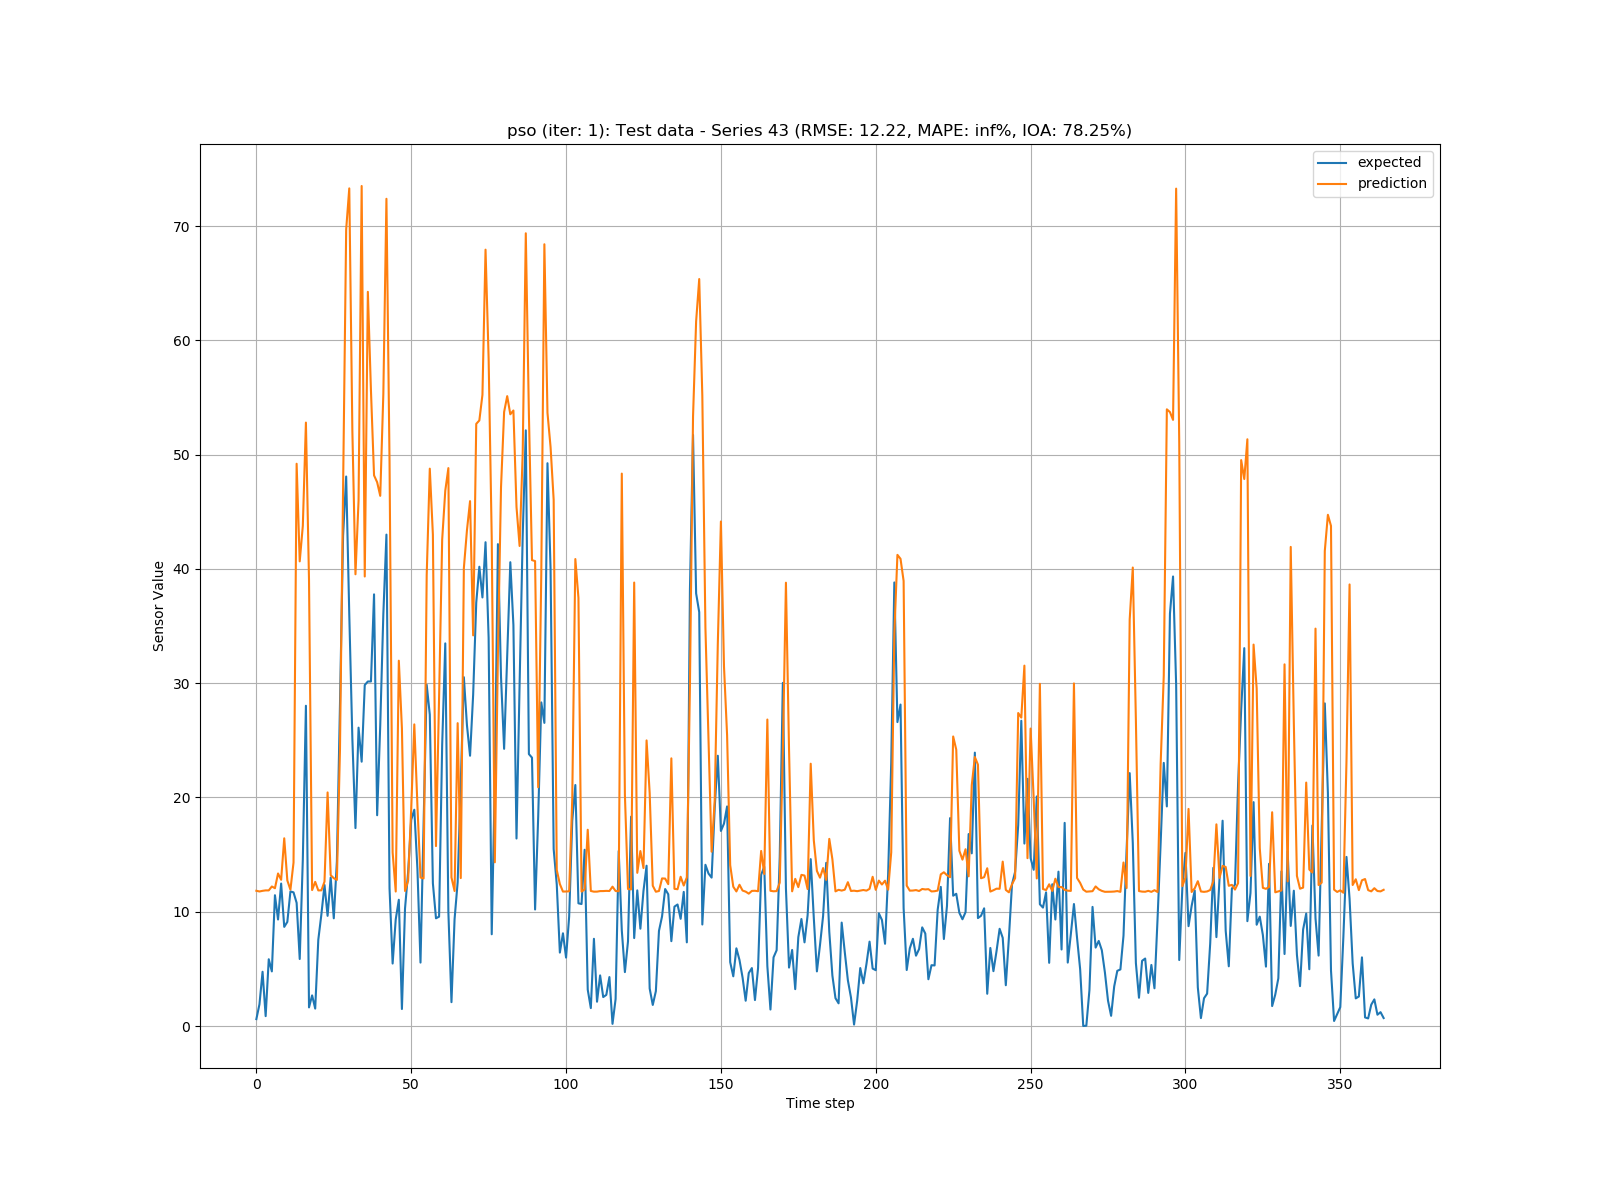 pso (iter: 1): Test data - Series 43 (RMSE: 12.22, MAPE: inf%, IOA: 78.25%)
expected
prediction
70
60
50
40
30
20
10
0
Sensor Value
0 50 100 150 200 250 300 350
Time step